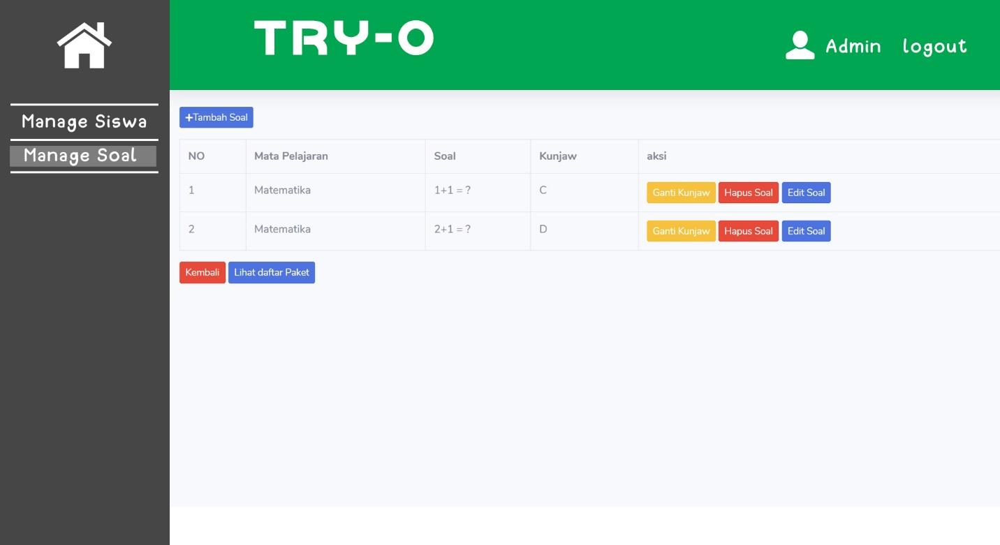 TRY-O
Admin logout
Manage Siswa
Manage Soal
+Tambah Soal
NO Mata Pelajaran Soal Kunjaw aksi
1 Matematika 1+1 = ? C Ganti Kunjaw Hapus Soal Edit Soal
2 Matematika 2+1 = ? D Ganti Kunjaw Hapus Soal Edit Soal
Kembali Lihat daftar Paket